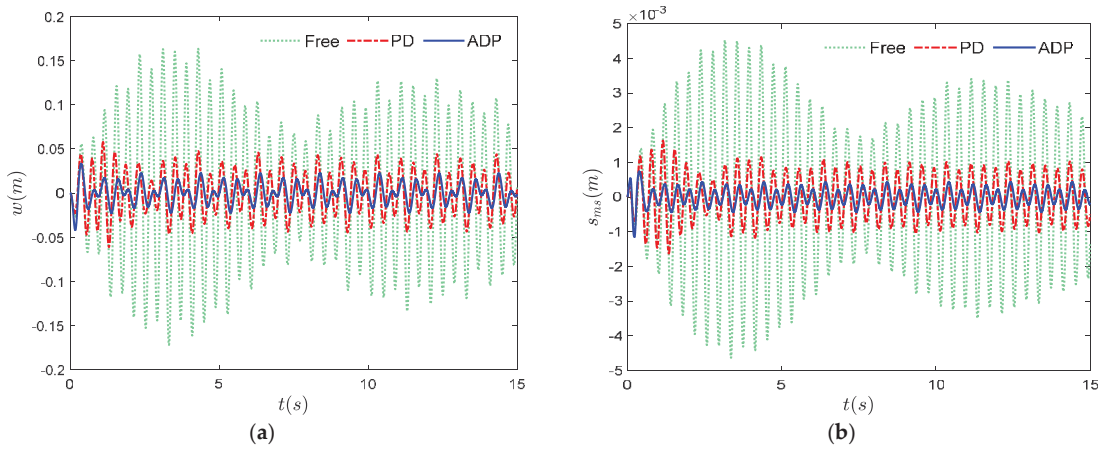 0.2
0.15
0.1
0.05
0
-0.05
-0.1
-0.15
-0.2
w(m)
Free PD ADP
0 5 10 15
t(s)
(a)
×10⁻³
5
4
3
2
1
0
-1
-2
-3
-4
-5
s_{ms}(m)
Free PD ADP
0 5 10 15
t(s)
(b)